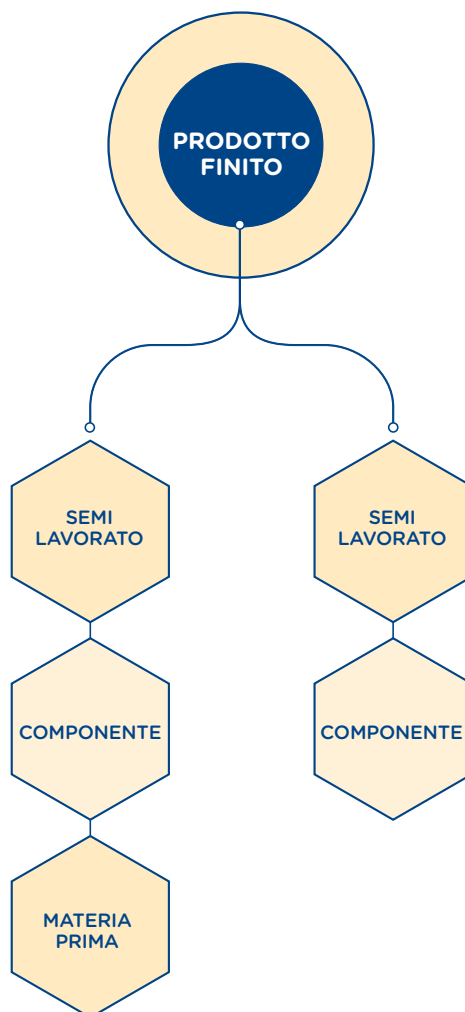 PRODOTTO
FINITO
SEMI
LAVORATO
SEMI
LAVORATO
COMPONENTE
COMPONENTE
MATERIA
PRIMA